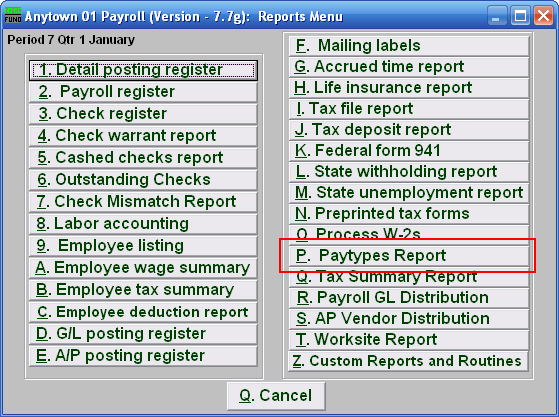 Anytown 01 Payroll (Version - 7.7g): Reports Menu
FUND
Period 7 Qtr 1 January
1. Detail posting register
2. Payroll register
3. Check register
4. Check warrant report
5. Cashed checks report
6. Outstanding Checks
7. Check Mismatch Report
8. Labor accounting
9. Employee listing
A. Employee wage summary
B. Employee tax summary
C. Employee deduction report
D. G/L posting register
E. A/P posting register
F. Mailing labels
G. Accrued time report
H. Life insurance report
I. Tax file report
J. Tax deposit report
K. Federal form 941
L. State withholding report
M. State unemployment report
N. Preprinted tax forms
O. Process W-2s
P. Paytypes Report
Q. Tax Summary Report
R. Payroll GL Distribution
S. AP Vendor Distribution
T. Worksite Report
Z. Custom Reports and Routines
Q. Cancel